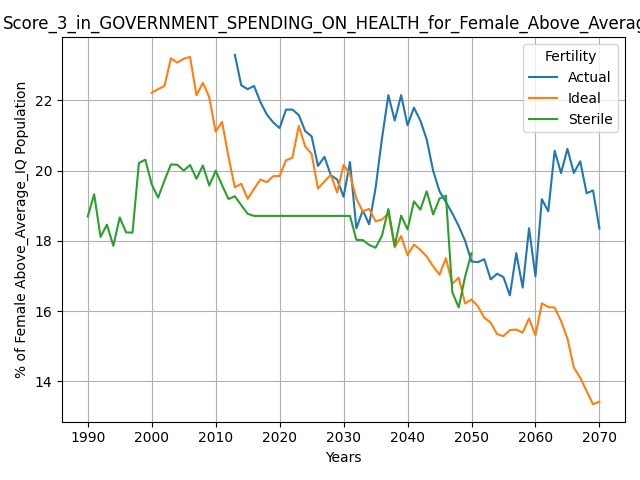 Score_3_in_GOVERNMENT_SPENDING_ON_HEALTH_for_Female_Above_Averag
Fertility
Actual
Ideal
Sterile
% of Female Above_Average_IQ Population
22
20
18
16
14
1990 2000 2010 2020 2030 2040 2050 2060 2070
Years